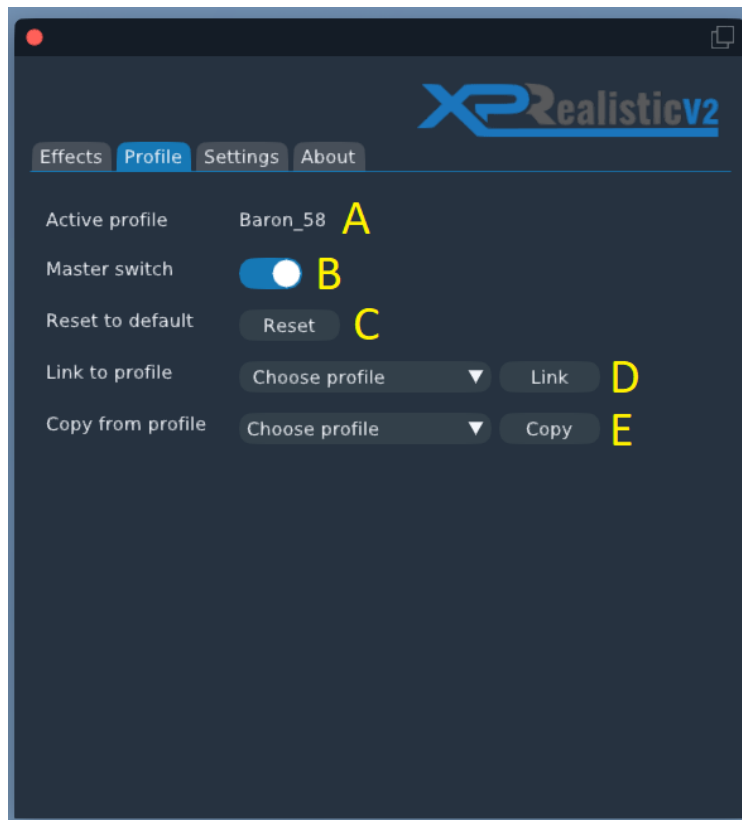 XPRealisticV2
Effects Profile Settings About
Active profile Baron_58 A
Master switch B
Reset to default Reset C
Link to profile Choose profile Link D
Copy from profile Choose profile Copy E